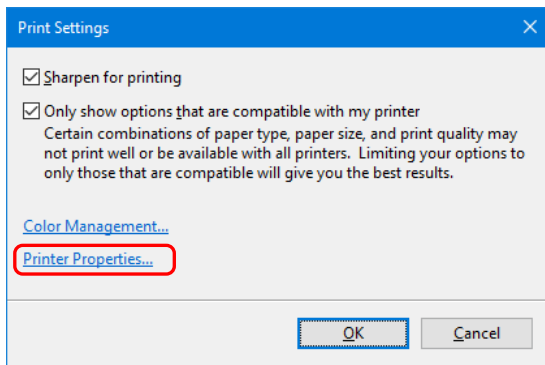 Print Settings
Sharpen for printing
Only show options that are compatible with my printer
Certain combinations of paper type, paper size, and print quality may
not print well or be available with all printers.  Limiting your options to
only those that are compatible will give you the best results.
Color Management...
Printer Properties...
OK
Cancel